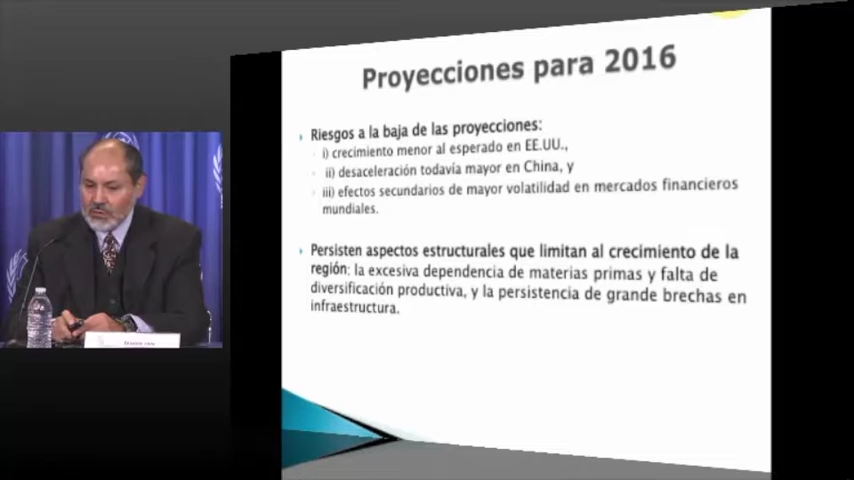 Proyecciones para 2016
Riesgos a la baja de las proyecciones:
i) crecimiento menor al esperado en EE.UU.,
ii) desaceleración todavía mayor en China, y
iii) efectos secundarios de mayor volatilidad en mercados financieros
mundiales.
Persisten aspectos estructurales que limitan al crecimiento de la
región: la excesiva dependencia de materias primas y falta de
diversificación productiva, y la persistencia de grande brechas en
infraestructura.